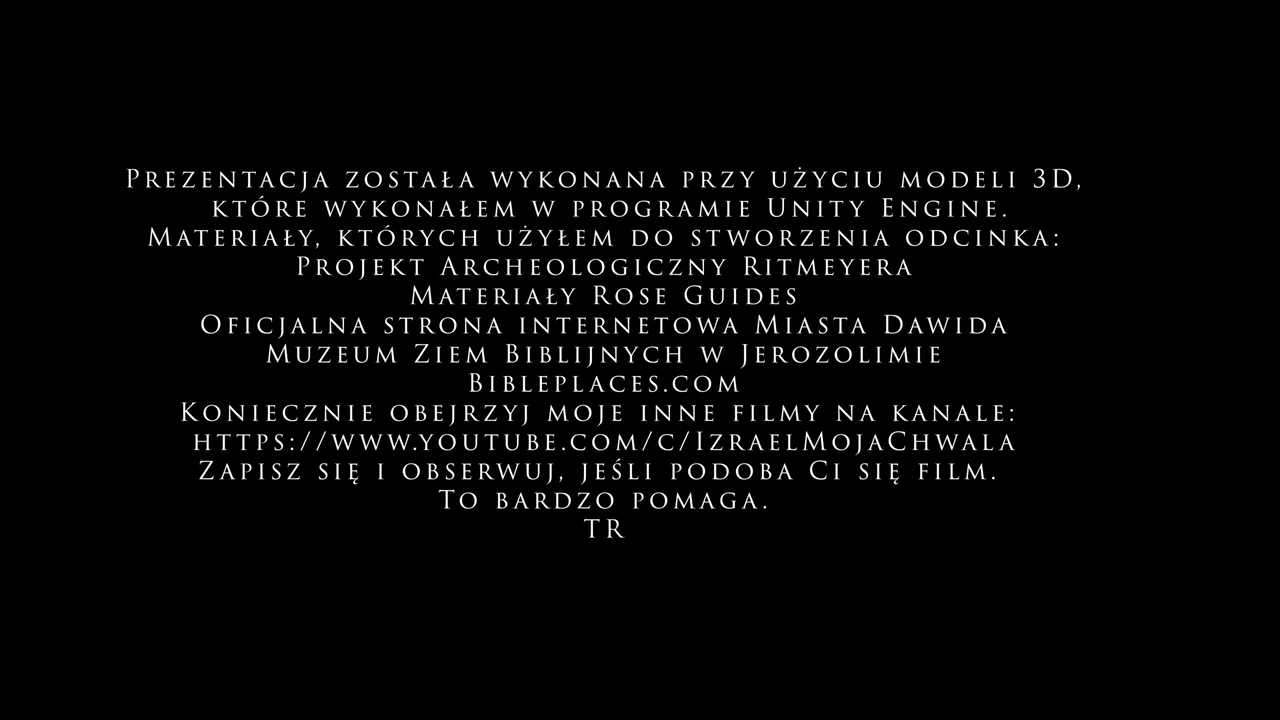 Prezentacja została wykonana przy użyciu modeli 3D,
które wykonałem w programie Unity Engine.
Materiały, których użyłem do stworzenia odcinka:
Projekt Archeologiczny Ritmeyera
Materiały Rose Guides
Oficjalna strona internetowa Miasta Dawida
Muzeum Ziem Biblijnych w Jerozolimie
Bibleplaces.com
Koniecznie obejrzyj moje inne filmy na kanale:
https://www.youtube.com/c/IzraelMojaChwala
Zapisz się i obserwuj, jeśli podoba Ci się film.
To bardzo pomaga.
TR